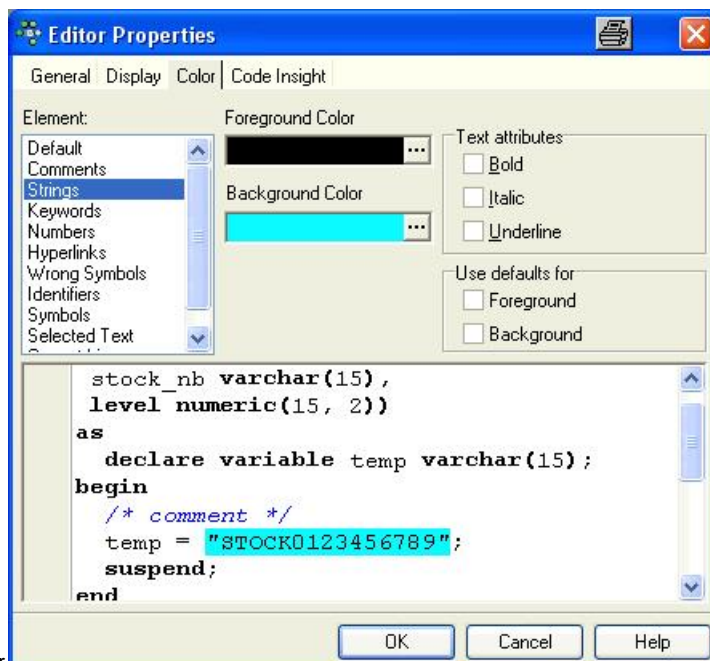 Editor Properties
General Display Color Code Insight
Element:
Default
Comments
Strings
Keywords
Numbers
Hyperlinks
Wrong Symbols
Identifiers
Symbols
Selected Text
Foreground Color
Background Color
Text attributes
Bold
Italic
Underline
Use defaults for
Foreground
Background
stock_nb varchar(15),
level numeric(15, 2))
as
declare variable temp varchar(15);
begin
/* comment */
temp = "STOCK0123456789";
suspend;
end
OK Cancel Help